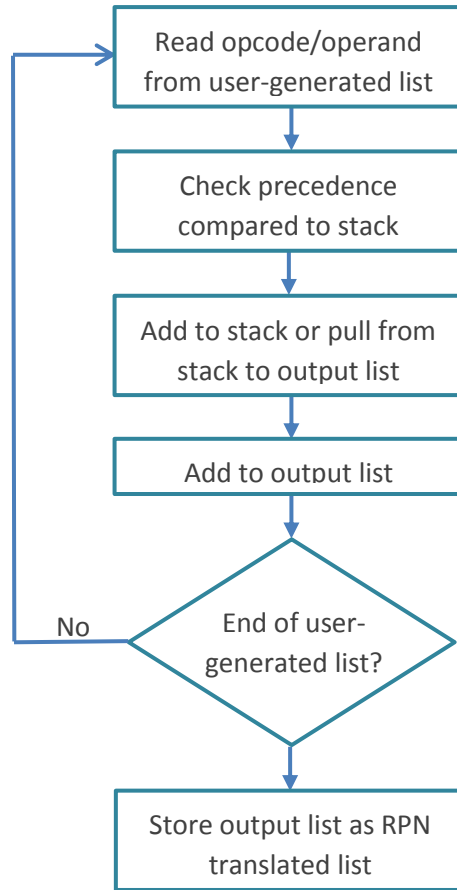 Read opcode/operand
from user-generated list
Check precedence
compared to stack
Add to stack or pull from
stack to output list
Add to output list
End of user-
generated list?
No
Store output list as RPN
translated list